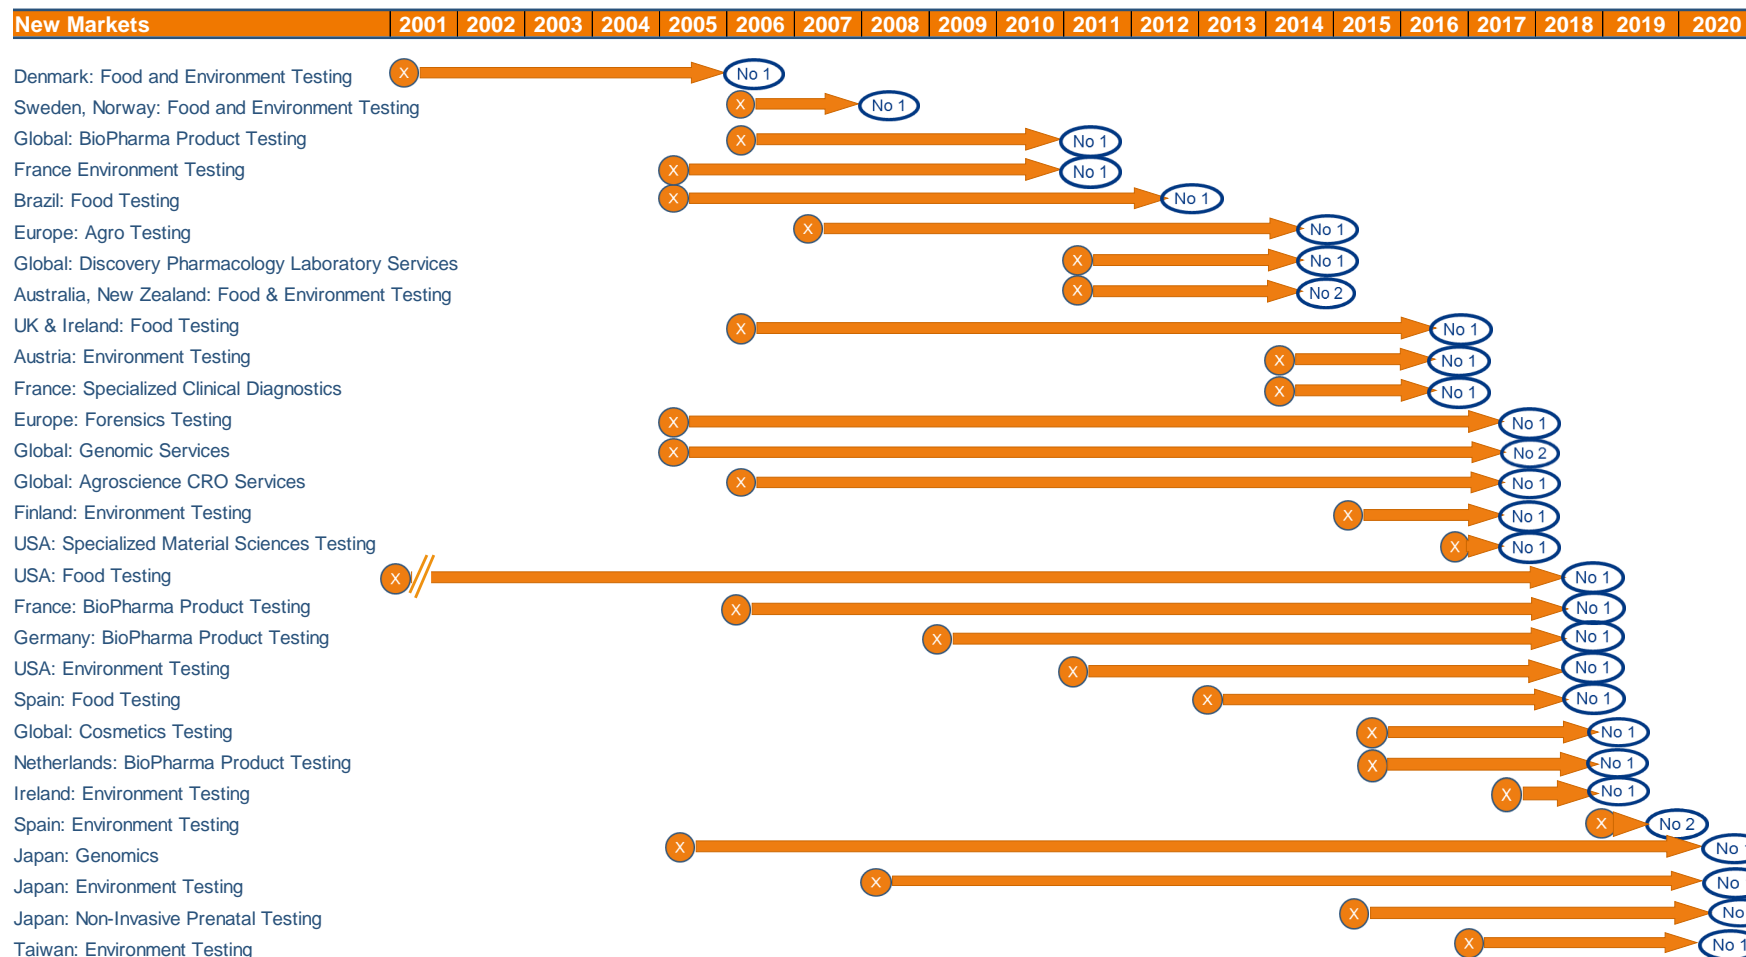 New Markets 2001 2002 2003 2004 2005 2006 2007 2008 2009 2010 2011 2012 2013 2014 2015 2016 2017 2018 2019 2020
Denmark: Food and Environment Testing X No 1
Sweden, Norway: Food and Environment Testing X No 1
Global: BioPharma Product Testing X No 1
France Environment Testing X No 1
Brazil: Food Testing X No 1
Europe: Agro Testing X No 1
Global: Discovery Pharmacology Laboratory Services X No 1
Australia, New Zealand: Food & Environment Testing X No 2
UK & Ireland: Food Testing X No 1
Austria: Environment Testing X No 1
France: Specialized Clinical Diagnostics X No 1
Europe: Forensics Testing X No 1
Global: Genomic Services X No 2
Global: Agroscience CRO Services X No 1
Finland: Environment Testing X No 1
USA: Specialized Material Sciences Testing X No 1
USA: Food Testing X No 1
France: BioPharma Product Testing X No 1
Germany: BioPharma Product Testing X No 1
USA: Environment Testing X No 1
Spain: Food Testing X No 1
Global: Cosmetics Testing X No 1
Netherlands: BioPharma Product Testing X No 1
Ireland: Environment Testing X No 1
Spain: Environment Testing X No 2
Japan: Genomics X No
Japan: Environment Testing X No
Japan: Non-Invasive Prenatal Testing X No
Taiwan: Environment Testing X No 1